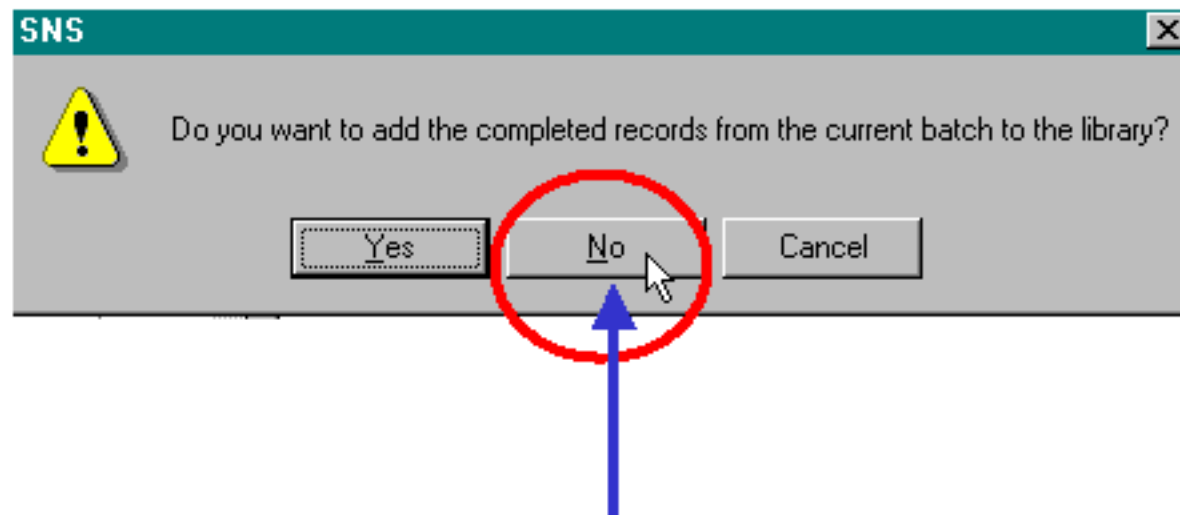 SNS
Do you want to add the completed records from the current batch to the library?
Yes No Cancel